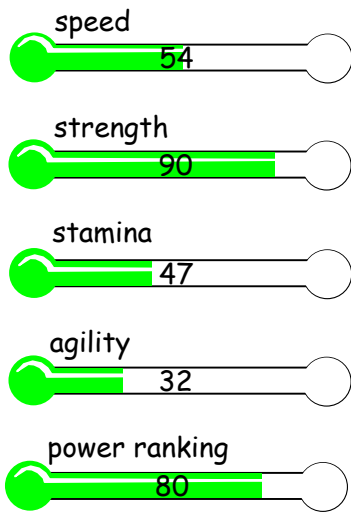 speed
54
strength
90
stamina
47
agility
32
power ranking
80